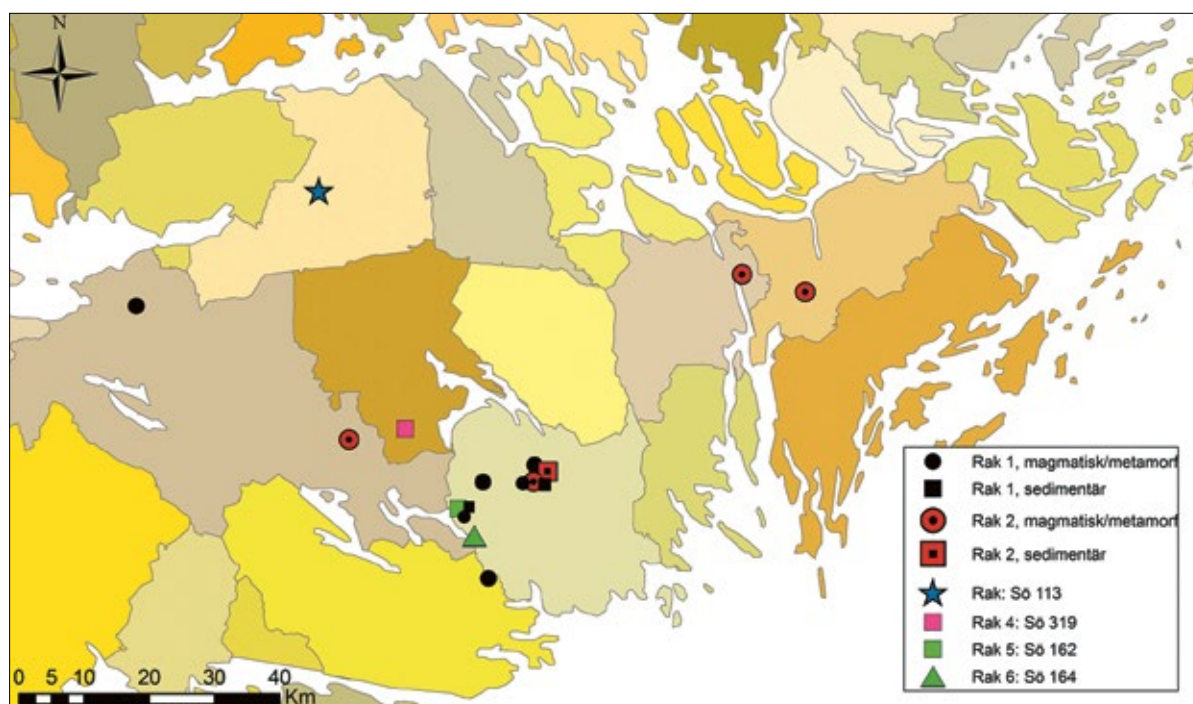 N
Rak 1, magmatisk/metamorf
Rak 1, sedimentär
Rak 2, magmatisk/metamorf
Rak 2, sedimentär
Rak: Sö 113
Rak 4: Sö 319
Rak 5: Sö 162
Rak 6: Sö 164
0 5 10 20 30 40
Km